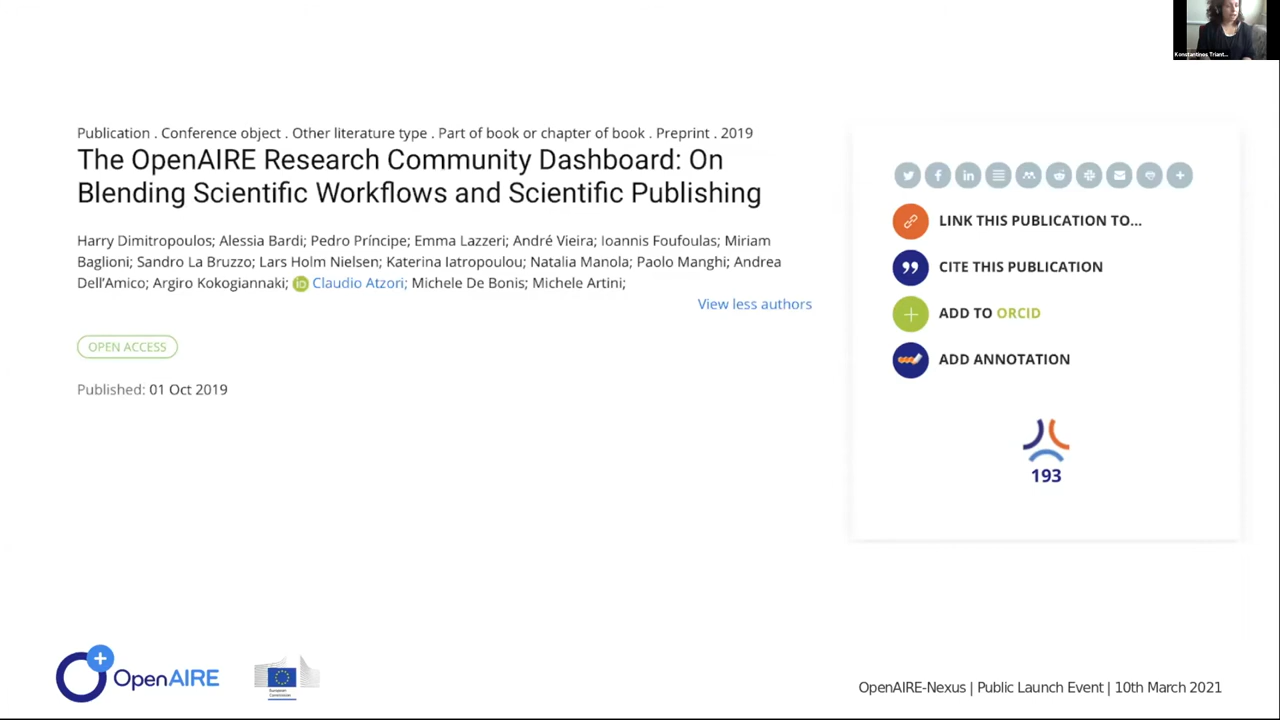 Konstantinos Triant...
Publication . Conference object . Other literature type . Part of book or chapter of book . Preprint . 2019
The OpenAIRE Research Community Dashboard: On
Blending Scientific Workflows and Scientific Publishing
Harry Dimitropoulos; Alessia Bardi; Pedro Príncipe; Emma Lazzeri; André Vieira; Ioannis Foufoulas; Miriam
Baglioni; Sandro La Bruzzo; Lars Holm Nielsen; Katerina Iatropoulou; Natalia Manola; Paolo Manghi; Andrea
Dell’Amico; Argiro Kokogiannaki; iD Claudio Atzori; Michele De Bonis; Michele Artini;
View less authors
OPEN ACCESS
Published: 01 Oct 2019
LINK THIS PUBLICATION TO...
CITE THIS PUBLICATION
ADD TO ORCID
ADD ANNOTATION
193
OpenAIRE
European
Commission
OpenAIRE-Nexus | Public Launch Event | 10th March 2021